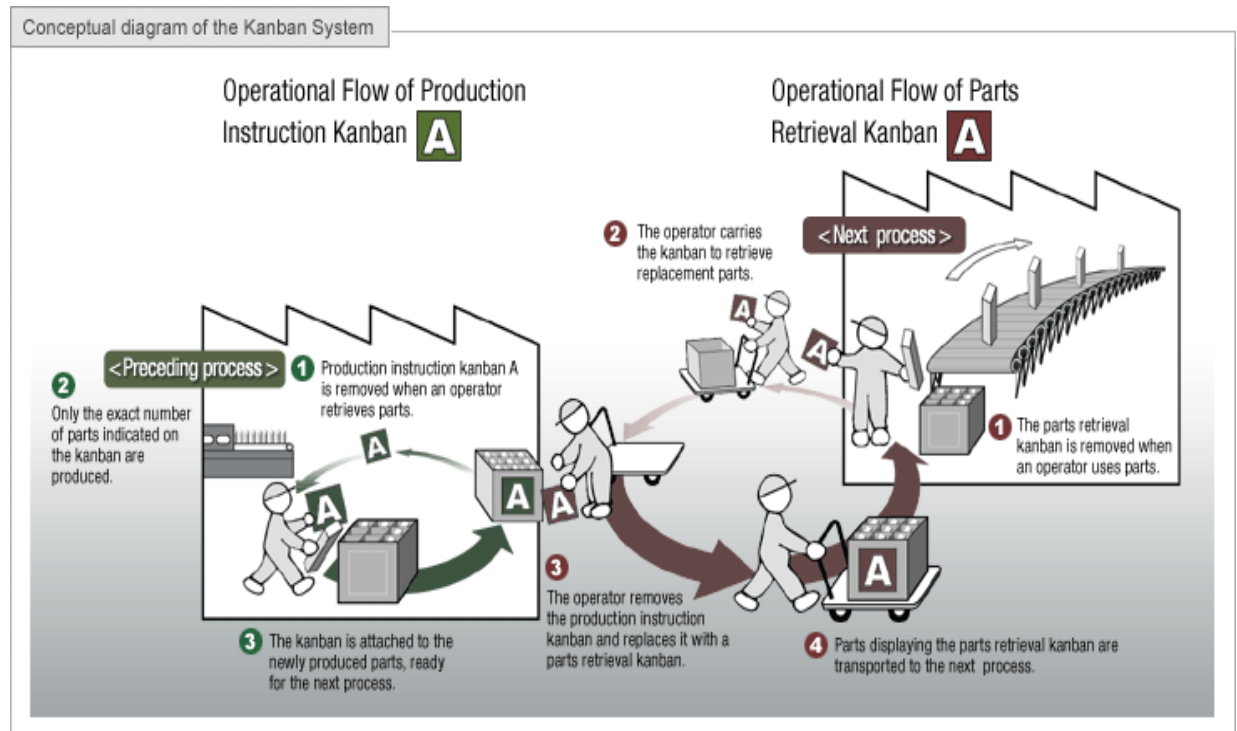 Conceptual diagram of the Kanban System
Operational Flow of Production
Instruction Kanban A
Operational Flow of Parts
Retrieval Kanban A
<Preceding process>
1 Production instruction kanban A
is removed when an operator
retrieves parts.
2
Only the exact number
of parts indicated on
the kanban are
produced.
A
A
A
A
3 The kanban is attached to the
newly produced parts, ready
for the next process.
<Next process>
1 The parts retrieval
kanban is removed when
an operator uses parts.
2 The operator carries
the kanban to retrieve
replacement parts.
A
A
3
The operator removes
the production instruction
kanban and replaces it with a
parts retrieval kanban.
A
4 Parts displaying the parts retrieval kanban are
transported to the next process.